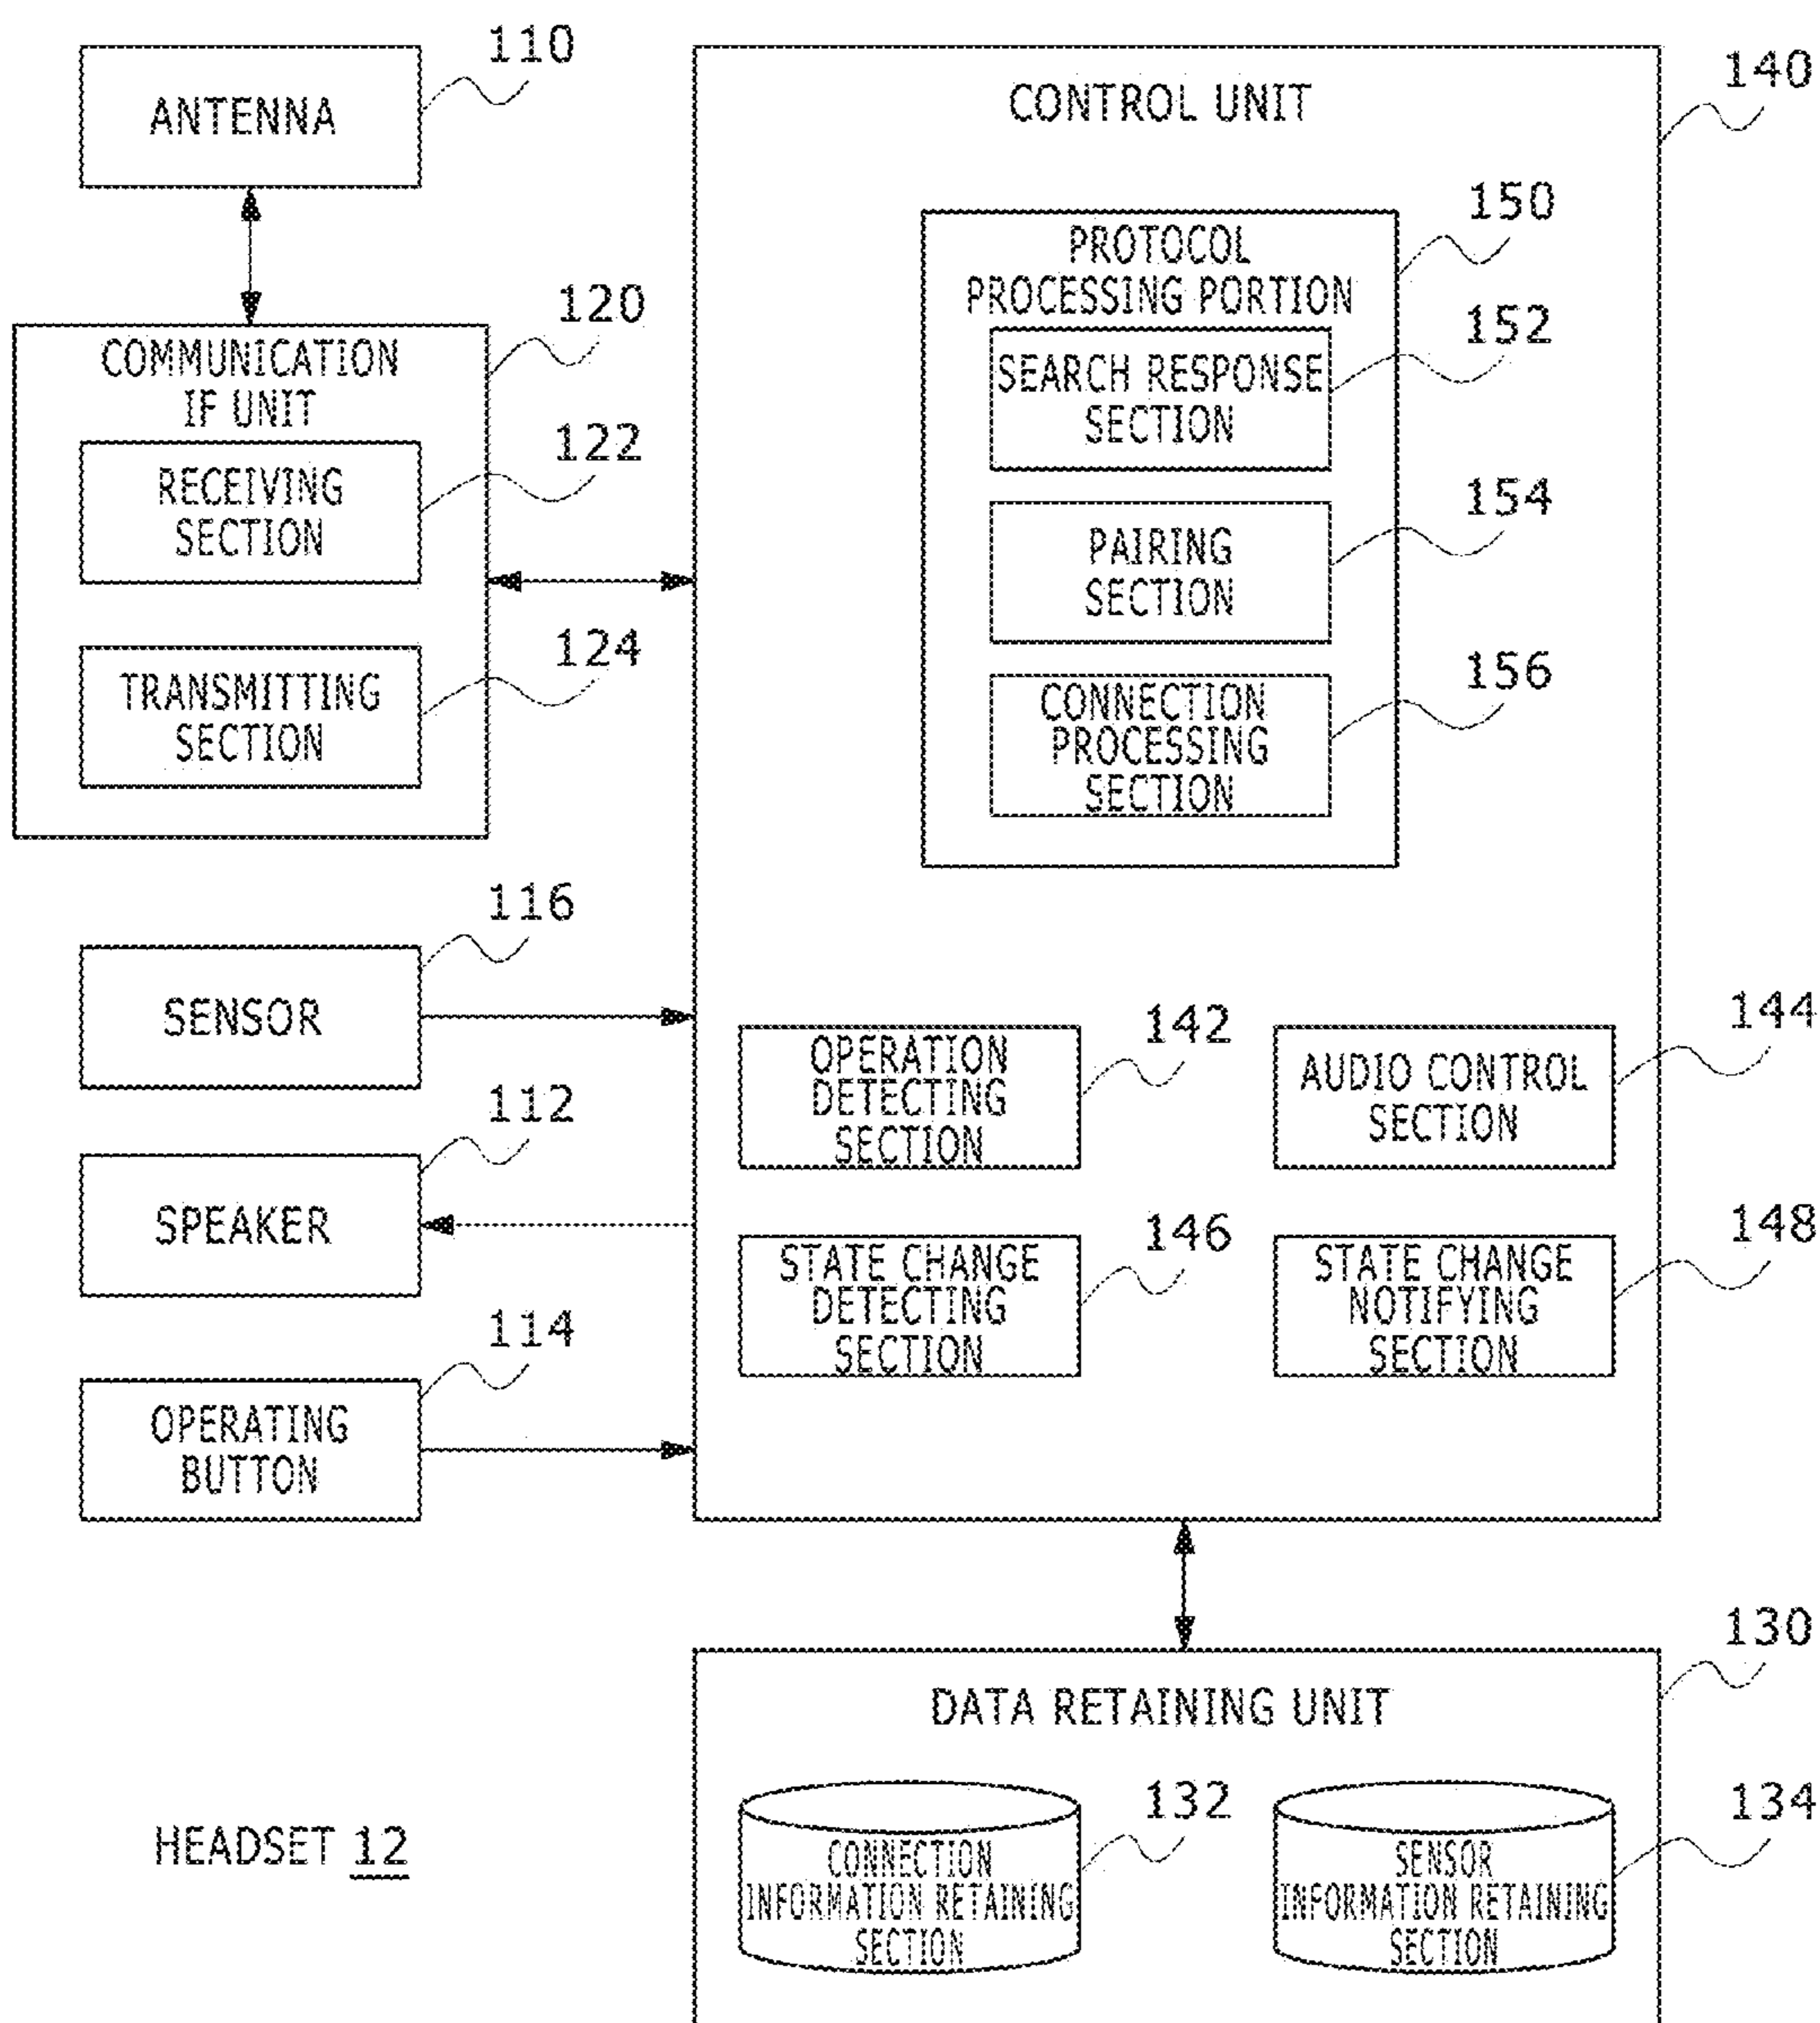 110
ANTENNA
120
COMMUNICATION
IF UNIT
122
RECEIVING
SECTION
124
TRANSMITTING
SECTION
116
SENSOR
112
SPEAKER
114
OPERATING
BUTTON
140
CONTROL UNIT
150
PROTOCOL
PROCESSING PORTION
152
SEARCH RESPONSE
SECTION
154
PAIRING
SECTION
156
CONNECTION
PROCESSING
SECTION
142
OPERATION
DETECTING
SECTION
144
AUDIO CONTROL
SECTION
146
STATE CHANGE
DETECTING
SECTION
148
STATE CHANGE
NOTIFYING
SECTION
130
DATA RETAINING UNIT
132
CONNECTION
INFORMATION RETAINING
SECTION
134
SENSOR
INFORMATION RETAINING
SECTION
HEADSET 12